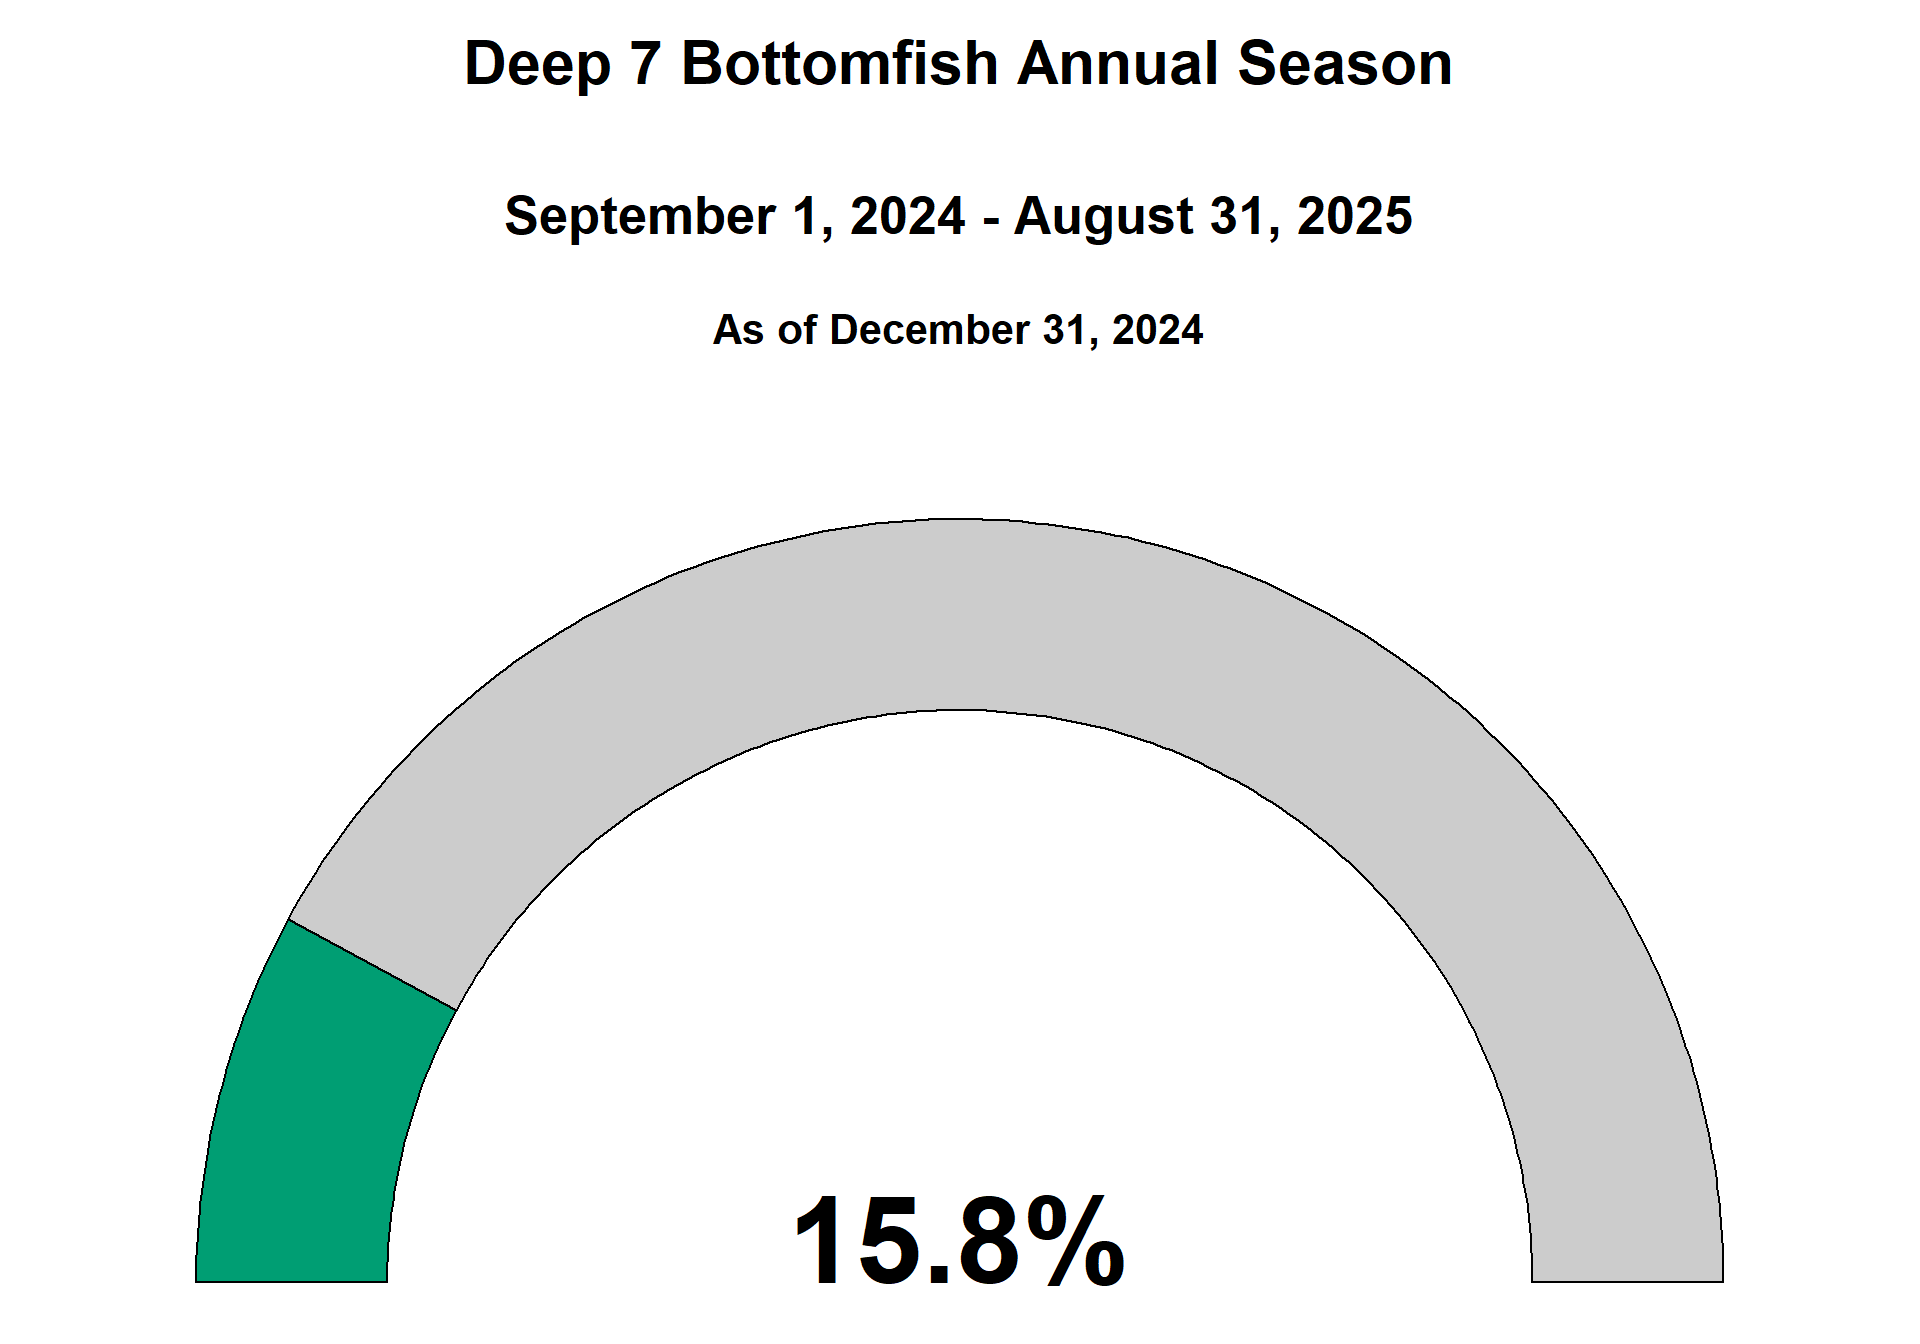 Deep 7 Bottomfish Annual Season
September 1, 2024 - August 31, 2025
As of December 31, 2024
15.8%